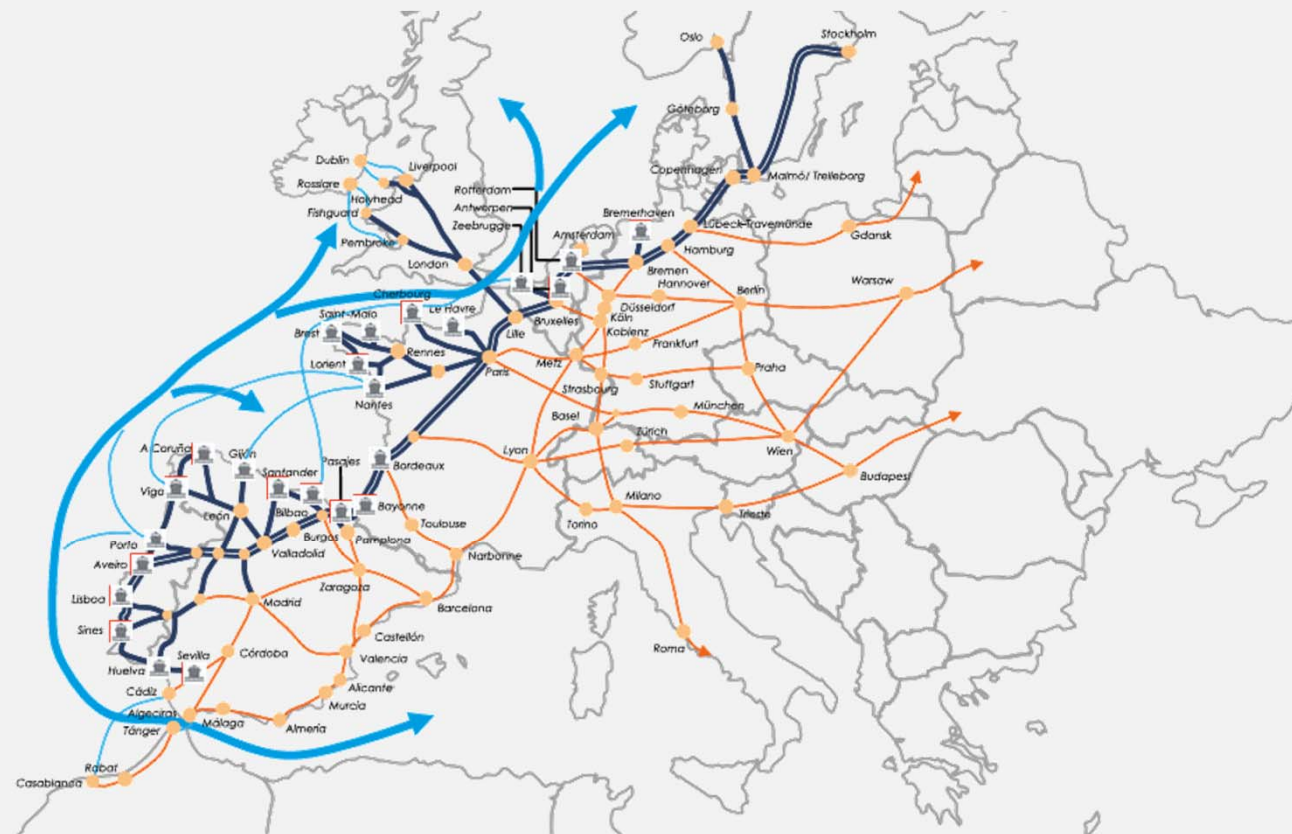 Oslo
Stockholm
Göteborg
Dublin
Liverpool
Copenhagen
Malmö/ Trelleborg
Rosslare
Holyhead
Rotterdam
Fishguard
Antwerpen
Bremerhaven
Zeebrugge
Lübeck-Travemünde
Gdansk
Pembroke
Amsterdam
Hamburg
London
Bremen
Hannover
Warsaw
Cherbourg
Le Havre
Berlin
Saint-Malo
Düsseldorf
Brest
Bruxelles
Köln
Lille
Koblenz
Rennes
Frankfurt
Lorient
Paris
Metz
Praha
Strasbourg
Stuttgart
Nantes
München
Basel
Zürich
A Coruña
Gijón
Pasajes
Lyon
Wien
Santander
Bordeaux
Budapest
Vigo
León
Bilbao
Bayonne
Milano
Torino
Trieste
Toulouse
Burgos
Pamplona
Porto
Valladolid
Narbonne
Aveiro
Zaragoza
Lisboa
Madrid
Barcelona
Sines
Castellón
Roma
Sevilla
Córdoba
Valencia
Huelva
Cádiz
Alicante
Murcia
Algeciras
Málaga
Almería
Tánger
Rabat
Casablanca